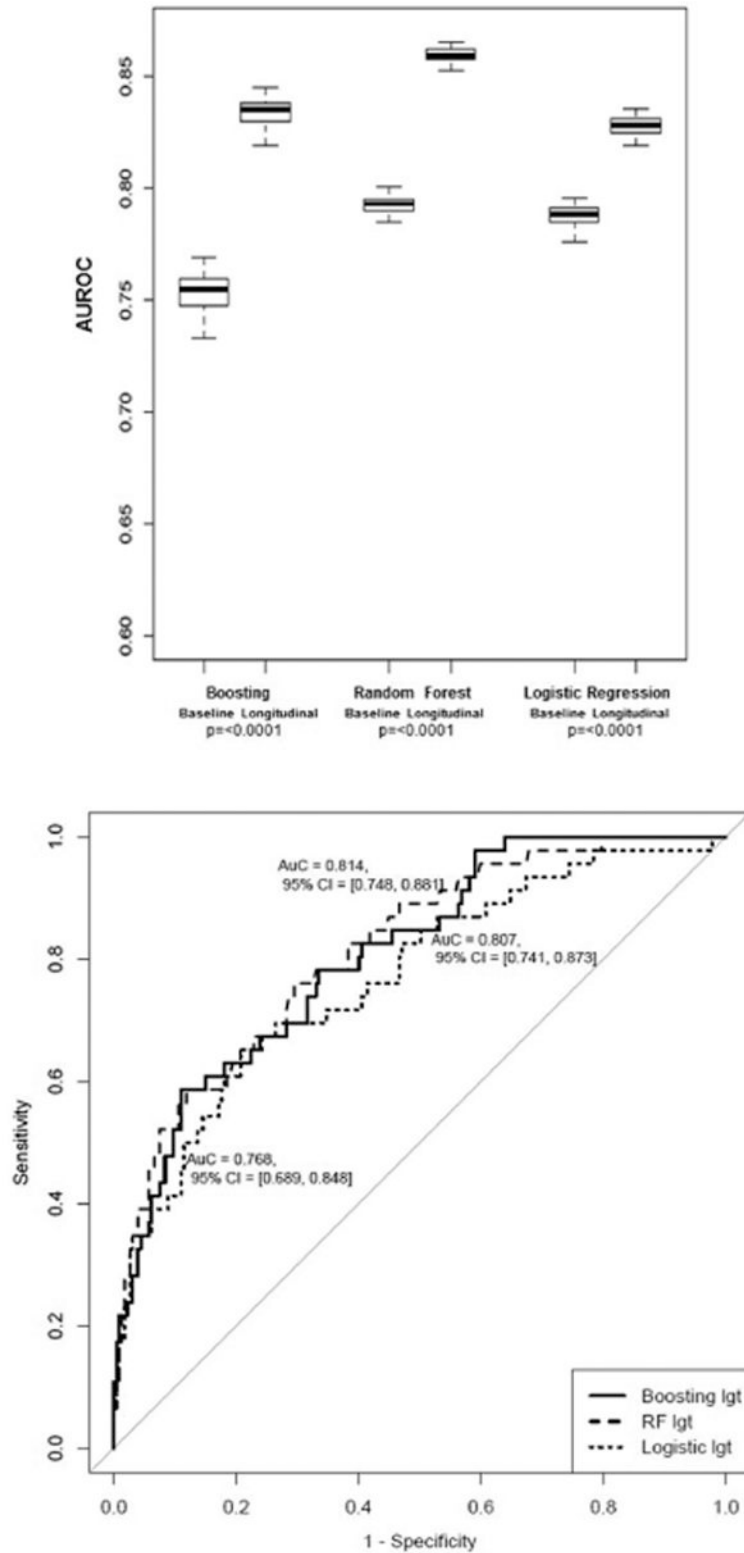 0.85
0.80
0.75
0.70
0.65
0.60
AUROC
Boosting Random Forest Logistic Regression
Baseline Longitudinal Baseline Longitudinal Baseline Longitudinal
p=<0.0001 p=<0.0001 p=<0.0001
1.0
0.8
0.6
0.4
0.2
0.0
Sensitivity
AuC = 0.814,
95% CI = [0.748, 0.881]
AuC = 0.807,
95% CI = [0.741, 0.873]
AuC = 0.768,
95% CI = [0.689, 0.848]
Boosting lgt
RF lgt
Logistic lgt
0.0 0.2 0.4 0.6 0.8 1.0
1 - Specificity